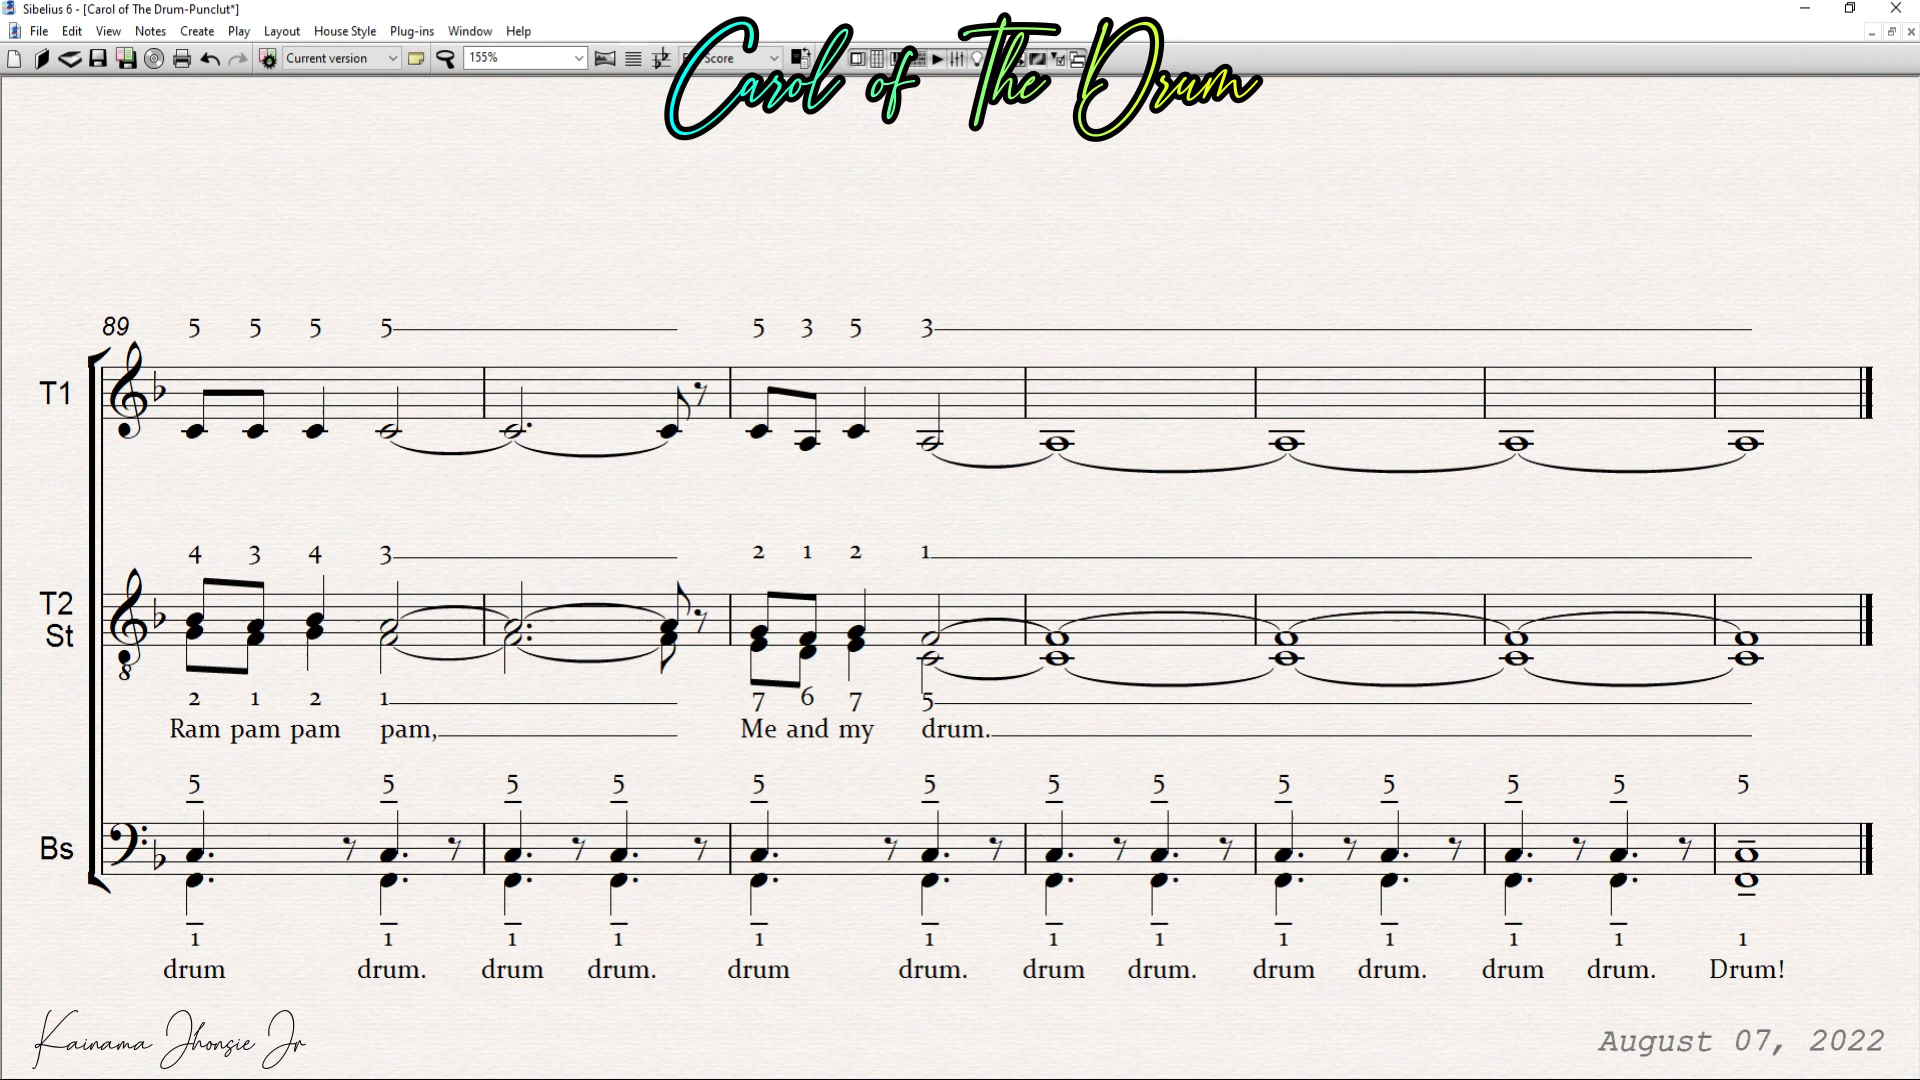 Sibelius 6 - [Carol of The Drum-Punclut*]
File Edit View Notes Create Play Layout House Style Plug-ins Window Help
Current version 155% Score
Carol of The Drum
89 5 5 5 5 5 3 5 3
T1
4 3 4 3 2 1 2 1
T2
St
8
2 1 2 1 7 6 7 5
Ram pam pam pam, Me and my drum.
5 5 5 5 5 5 5 5 5 5 5 5 5
Bs
1 1 1 1 1 1 1 1 1 1 1 1 1
drum drum. drum drum. drum drum. drum drum. drum drum. drum drum. Drum!
Kainama Jhonsie Jr
August 07, 2022